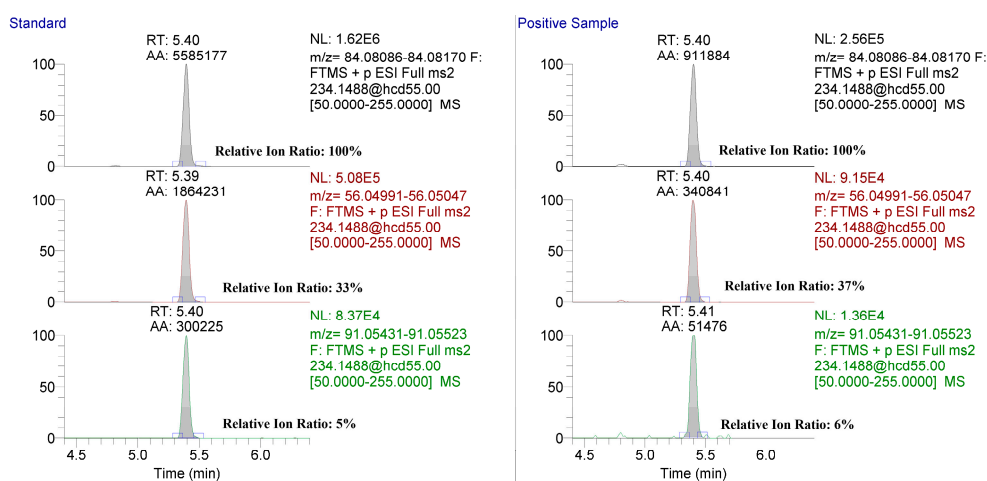 Standard
RT: 5.40
AA: 5585177
NL: 1.62E6
m/z= 84.08086-84.08170 F:
FTMS + p ESI Full ms2
234.1488@hcd55.00
[50.0000-255.0000] MS
100
50
0
Relative Ion Ratio: 100%
RT: 5.39
AA: 1864231
NL: 5.08E5
m/z= 56.04991-56.05047
F: FTMS + p ESI Full ms2
234.1488@hcd55.00
[50.0000-255.0000] MS
100
50
0
Relative Ion Ratio: 33%
RT: 5.40
AA: 300225
NL: 8.37E4
m/z= 91.05431-91.05523
F: FTMS + p ESI Full ms2
234.1488@hcd55.00
[50.0000-255.0000] MS
100
50
0
Relative Ion Ratio: 5%
4.5 5.0 5.5 6.0
Time (min)
Positive Sample
RT: 5.40
AA: 911884
NL: 2.56E5
m/z= 84.08086-84.08170 F:
FTMS + p ESI Full ms2
234.1488@hcd55.00
[50.0000-255.0000] MS
100
50
0
Relative Ion Ratio: 100%
RT: 5.40
AA: 340841
NL: 9.15E4
m/z= 56.04991-56.05047
F: FTMS + p ESI Full ms2
234.1488@hcd55.00
[50.0000-255.0000] MS
100
50
0
Relative Ion Ratio: 37%
RT: 5.41
AA: 51476
NL: 1.36E4
m/z= 91.05431-91.05523
F: FTMS + p ESI Full ms2
234.1488@hcd55.00
[50.0000-255.0000] MS
100
50
0
Relative Ion Ratio: 6%
4.5 5.0 5.5 6.0
Time (min)